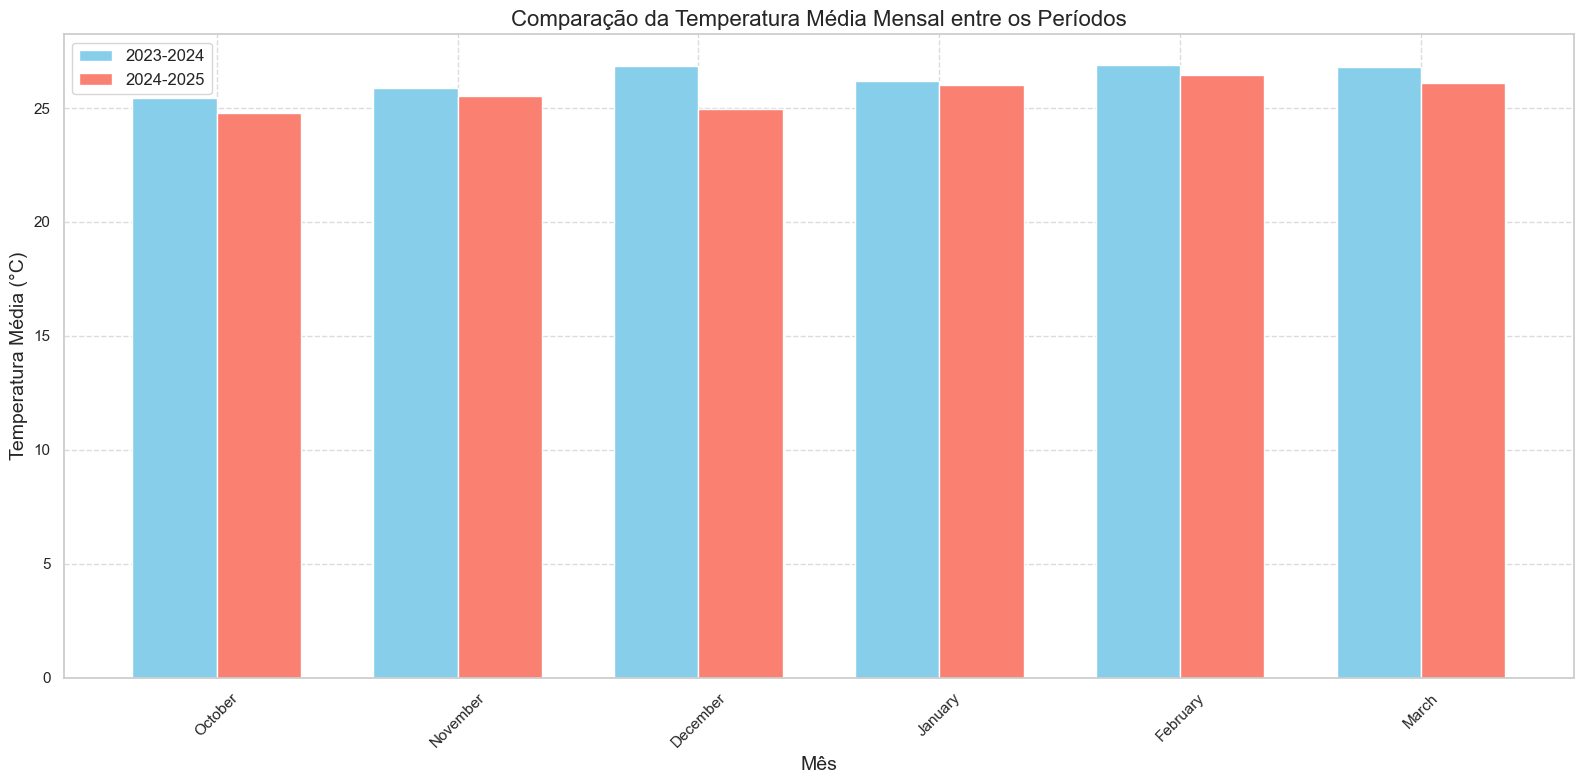 Comparação da Temperatura Média Mensal entre os Períodos
2023-2024
2024-2025
Temperatura Média (°C)
25
20
15
10
5
0
October
November
December
January
February
March
Mês